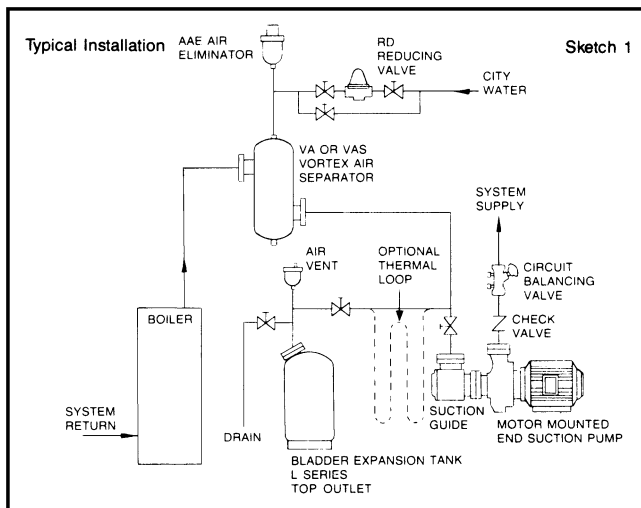 Typical Installation
AAE AIR
ELIMINATOR
RD
REDUCING
VALVE
Sketch 1
CITY
WATER
VA OR VAS
VORTEX AIR
SEPARATOR
SYSTEM
SUPPLY
AIR
VENT
OPTIONAL
THERMAL
LOOP
CIRCUIT
BALANCING
VALVE
BOILER
CHECK
VALVE
SYSTEM
RETURN
DRAIN
SUCTION
GUIDE
MOTOR MOUNTED
END SUCTION PUMP
BLADDER EXPANSION TANK
L SERIES
TOP OUTLET